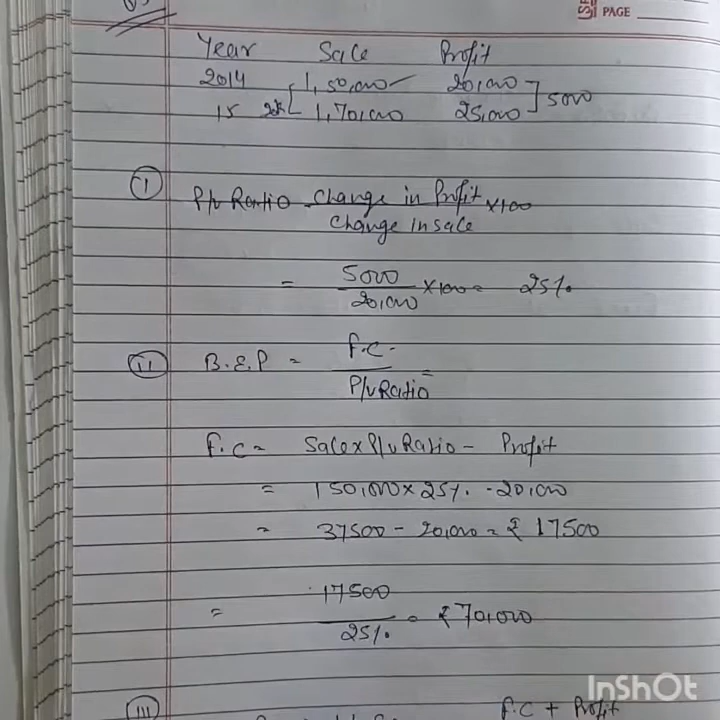 PAGE
Year Sale Profit
2014 1,50,000 20,000
15 1,70,000 25,000 5000
(I) P/v Ratio = Change in Profit ×100
Change in Sale
= 5000 ×100 = 25%
20,000
(II) B.E.P = F.C.
P/v Ratio
F.C = Sale x P/v Ratio - Profit
= 150,000 x 25% - 20,000
= 37500 - 20,000 = ₹ 17500
= 17500 = ₹ 70,000
25%
(III) F.C + Profit
InShOt